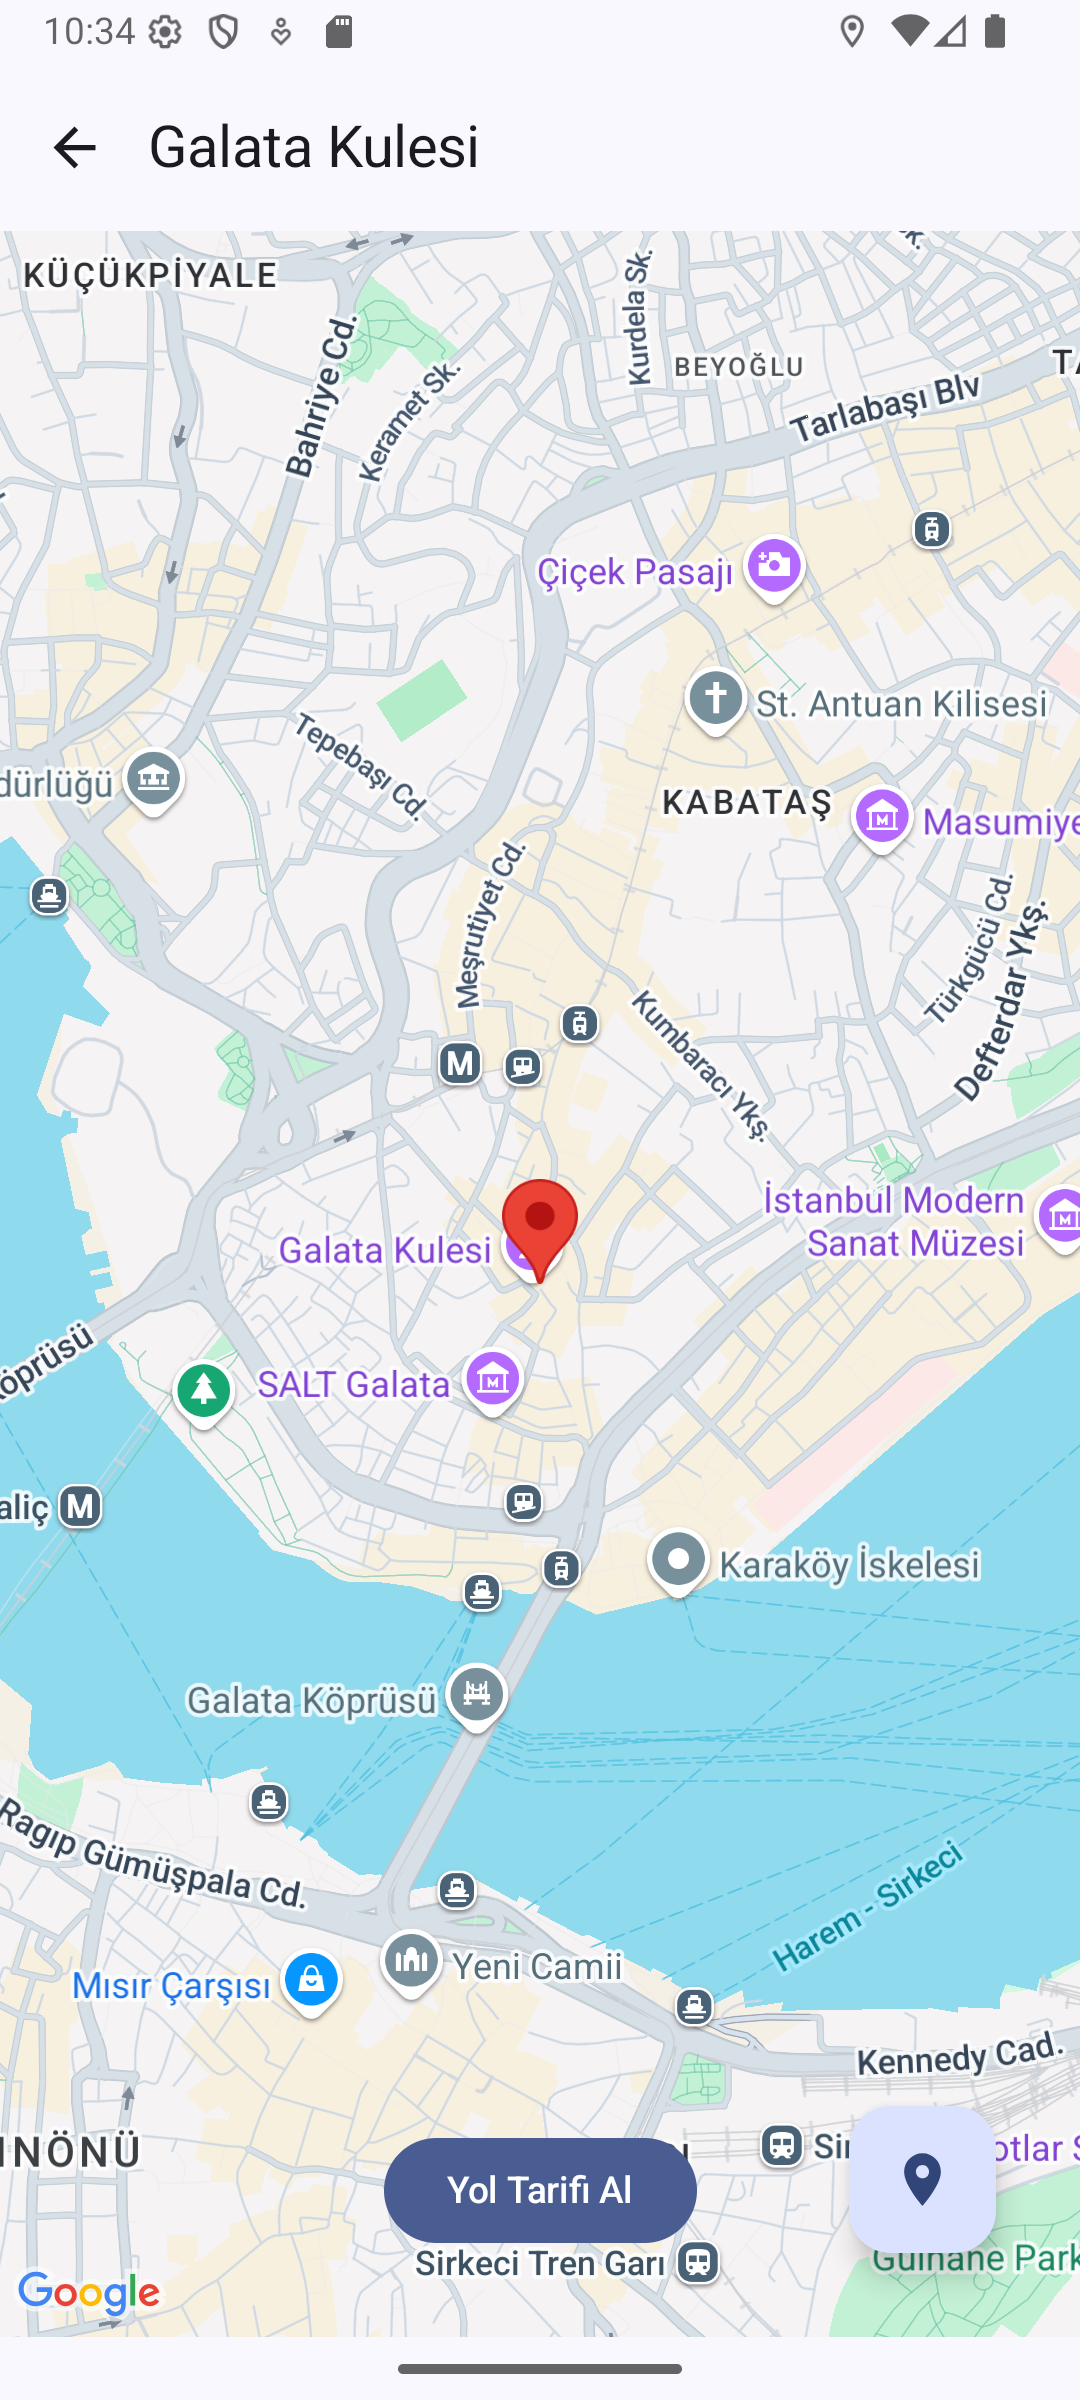 10:34
Galata Kulesi
KÜÇÜKPİYALE
Bahriye Cd.
Keramet Sk.
Kurdela Sk.
BEYOĞLU
Tarlabaşı Blv
Çiçek Pasajı
St. Antuan Kilisesi
Tepebaşı Cd.
dürlüğü
KABATAŞ
Masumiye
Meşrutiyet Cd.
Türkgücü Cd.
Defterdar Ykş.
Kumbaracı Ykş.
M
İstanbul Modern
Sanat Müzesi
Galata Kulesi
öprüsü
SALT Galata
aliç M
Karaköy İskelesi
Galata Köprüsü
Ragıp Gümüşpala Cd.
Harem - Sirkeci
Yeni Camii
Mısır Çarşısı
Kennedy Cad.
İNÖNÜ
Sir
otlar S
Yol Tarifi Al
Sirkeci Tren Garı
Gülhane Park
Google